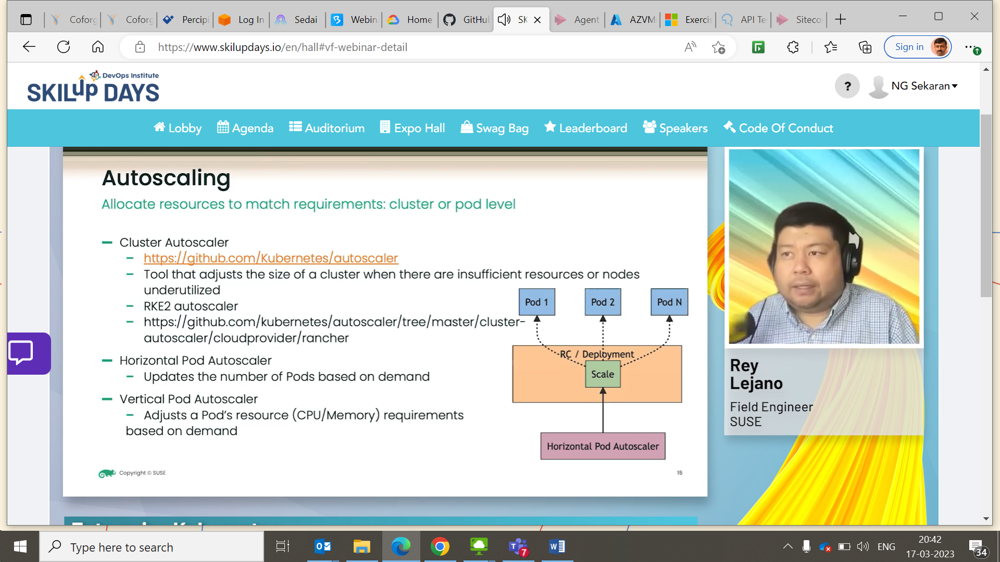 Coforg
Coforg
Percipi
Log In
Sedai
Webin
Home
GitHub
SK
Agent
AZVM
Exercis
API Te
Siteco
https://www.skilupdays.io/en/hall#vf-webinar-detail
Sign in
DevOps Institute
SKILup DAYS
?
NG Sekaran
Lobby
Agenda
Auditorium
Expo Hall
Swag Bag
Leaderboard
Speakers
Code Of Conduct
Autoscaling
Allocate resources to match requirements: cluster or pod level
Cluster Autoscaler
https://github.com/Kubernetes/autoscaler
Tool that adjusts the size of a cluster when there are insufficient resources or nodes
underutilized
RKE2 autoscaler
https://github.com/kubernetes/autoscaler/tree/master/cluster-
autoscaler/cloudprovider/rancher
Horizontal Pod Autoscaler
Updates the number of Pods based on demand
Vertical Pod Autoscaler
Adjusts a Pod's resource (CPU/Memory) requirements
based on demand
Pod 1
Pod 2
Pod N
RC / Deployment
Scale
Horizontal Pod Autoscaler
Copyright © SUSE
15
Rey
Lejano
Field Engineer
SUSE
Type here to search
7
ENG
20:42
17-03-2023
34